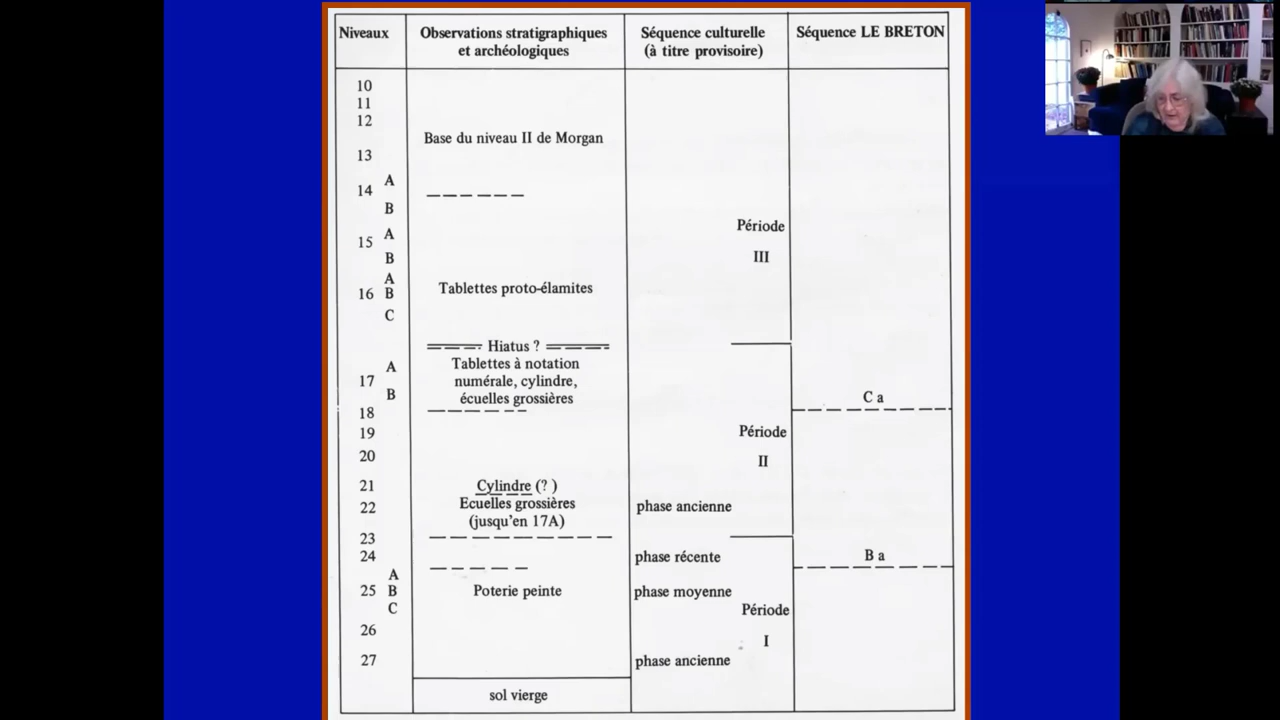 Niveaux Observations stratigraphiques et archéologiques Séquence culturelle (à titre provisoire) Séquence LE BRETON
10
11
12
Base du niveau II de Morgan
13
14 A
B
Période
15 A
III
B
A
16 B Tablettes proto-élamites
C
Hiatus ?
A Tablettes à notation
17 numérale, cylindre,
B écuelles grossières C a
18
19 Période
20 II
21 Cylindre (? )
22 Ecuelles grossières phase ancienne
(jusqu'en 17A)
23
24 phase récente B a
A
25 B Poterie peinte phase moyenne
C Période
26 I
27 phase ancienne
sol vierge